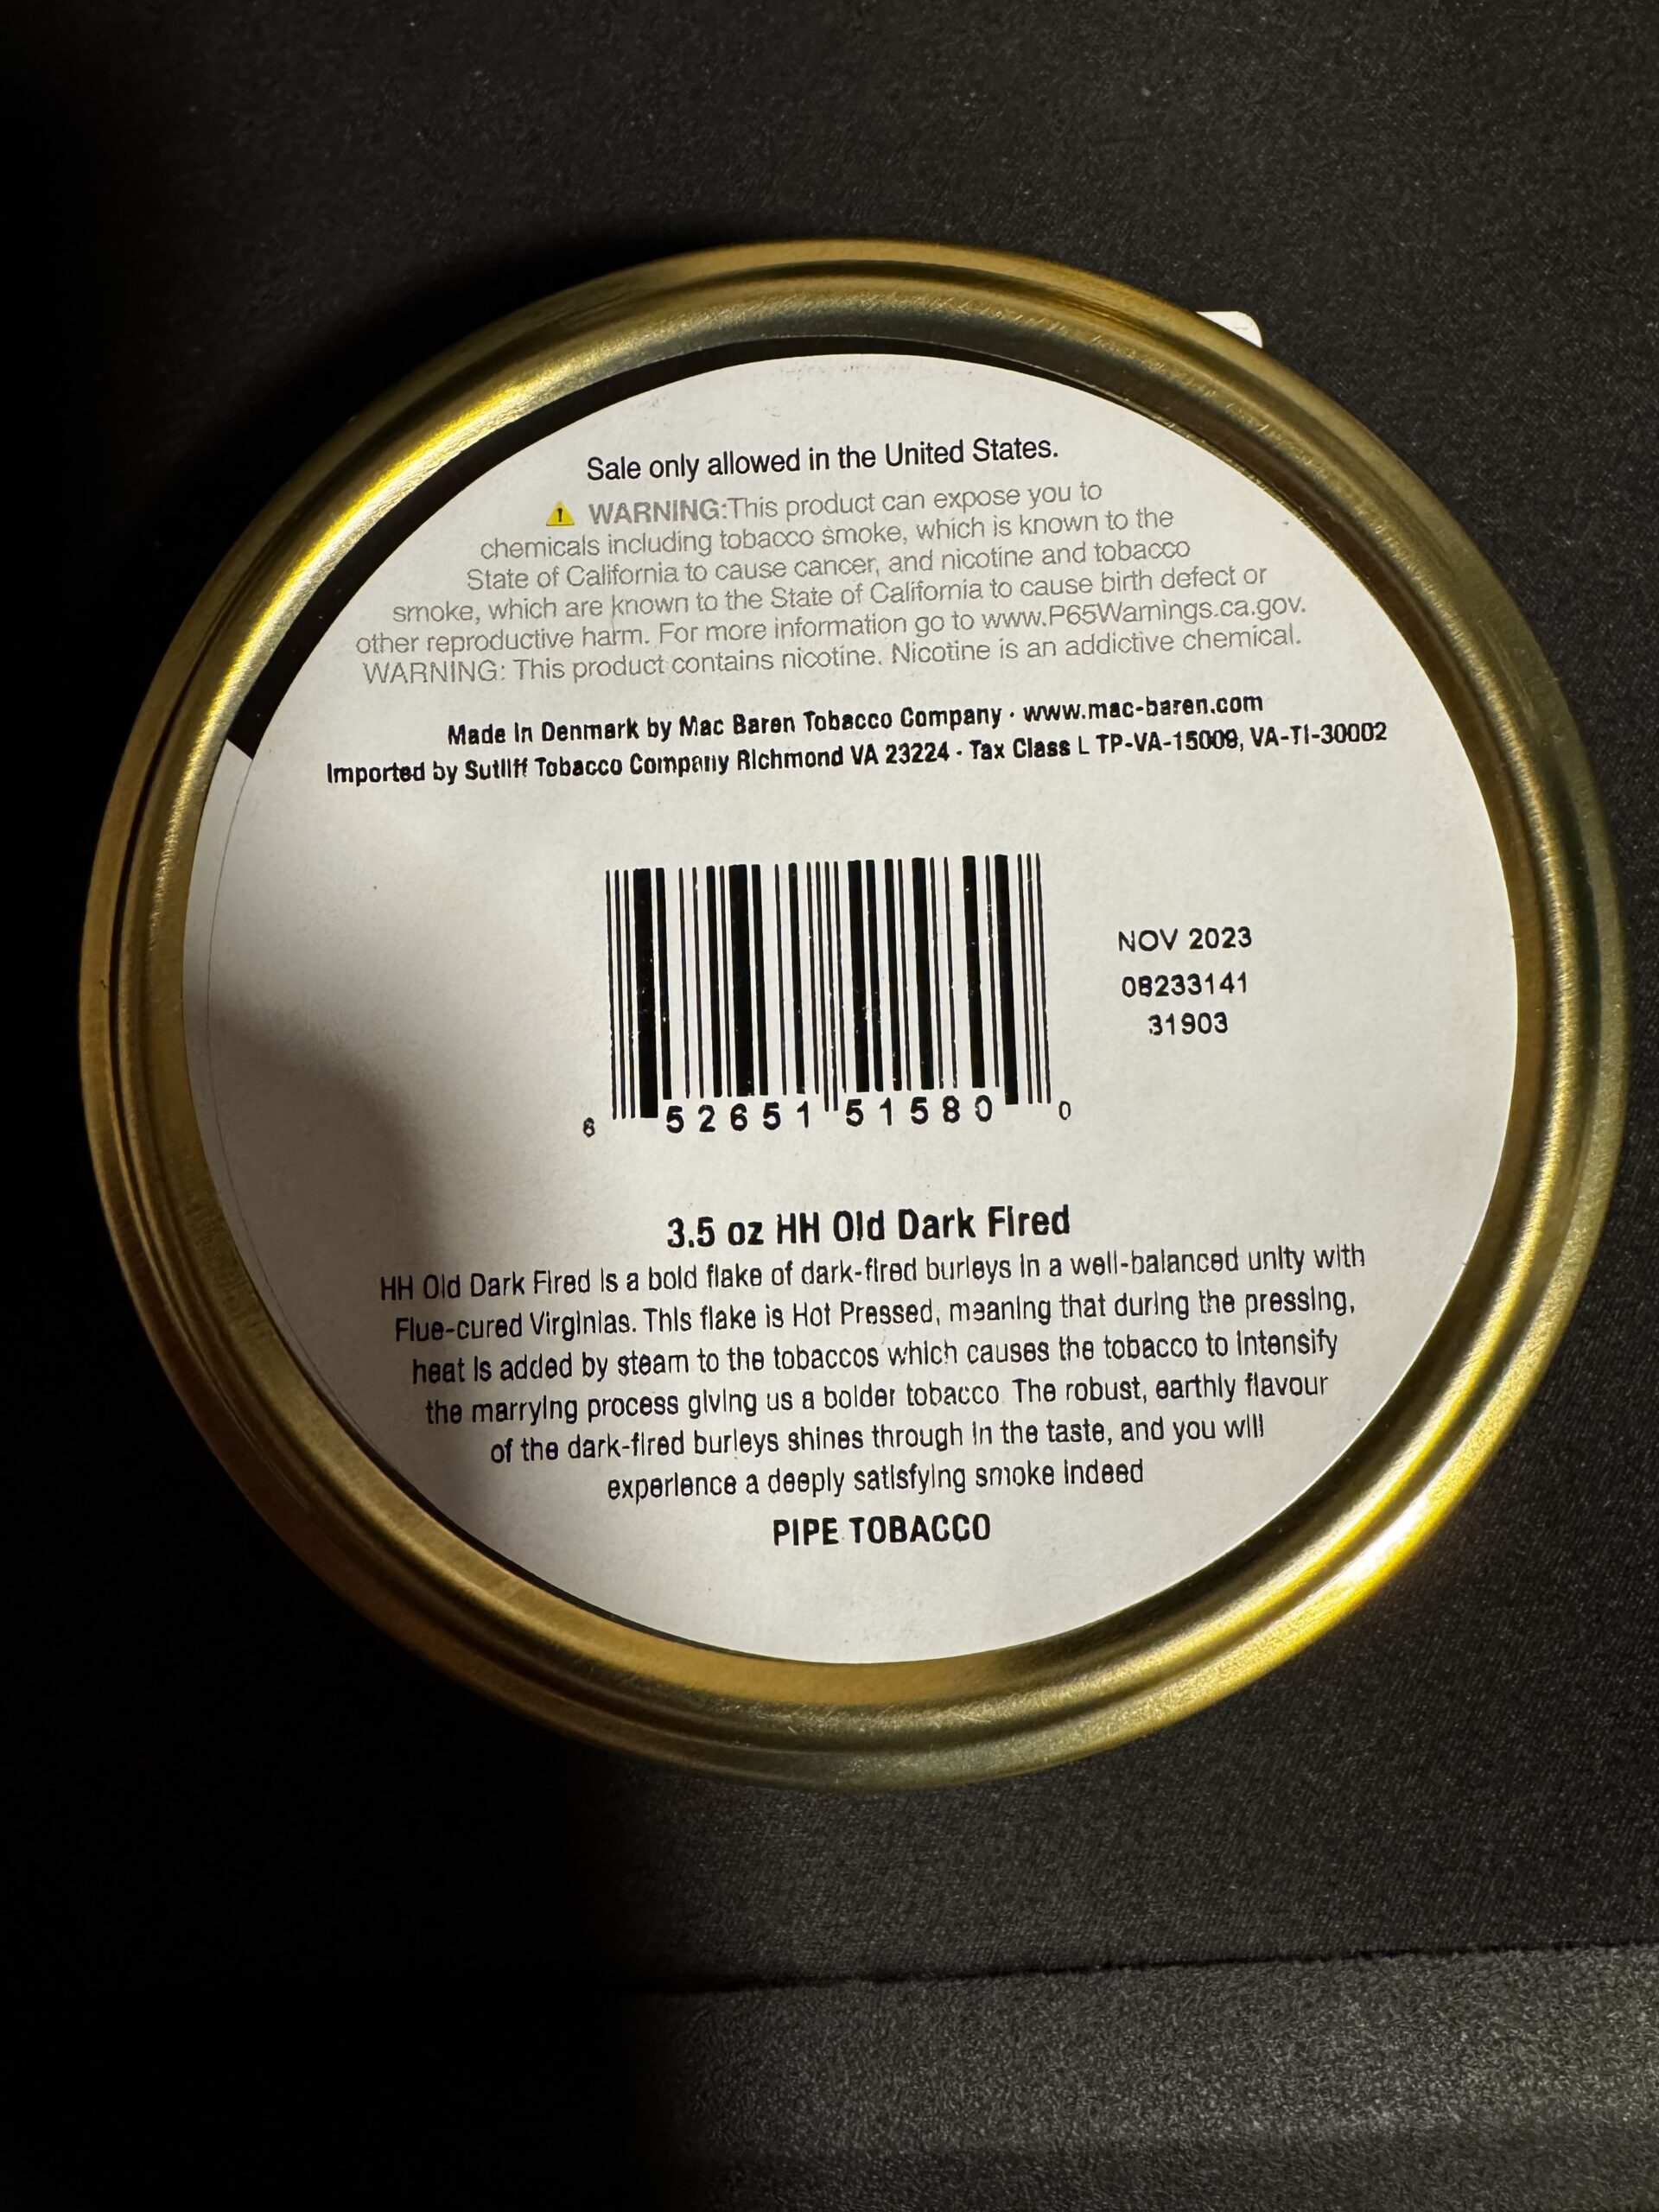 Sale only allowed in the United States.
⚠ WARNING:This product can expose you to
chemicals including tobacco smoke, which is known to the
State of California to cause cancer, and nicotine and tobacco
smoke, which are known to the State of California to cause birth defect or
other reproductive harm. For more information go to www.P65Warnings.ca.gov.
WARNING: This product contains nicotine. Nicotine is an addictive chemical.
Made in Denmark by Mac Baren Tobacco Company · www.mac-baren.com
Imported by Sutliff Tobacco Company Richmond VA 23224 · Tax Class L TP-VA-15009, VA-TI-30002
NOV 2023
08233141
31903
6 52651 51580 0
3.5 oz HH Old Dark Fired
HH Old Dark Fired is a bold flake of dark-fired burleys in a well-balanced unity with
Flue-cured Virginias. This flake is Hot Pressed, meaning that during the pressing,
heat is added by steam to the tobaccos which causes the tobacco to intensify
the marrying process giving us a bolder tobacco The robust, earthly flavour
of the dark-fired burleys shines through in the taste, and you will
experience a deeply satisfying smoke indeed
PIPE TOBACCO